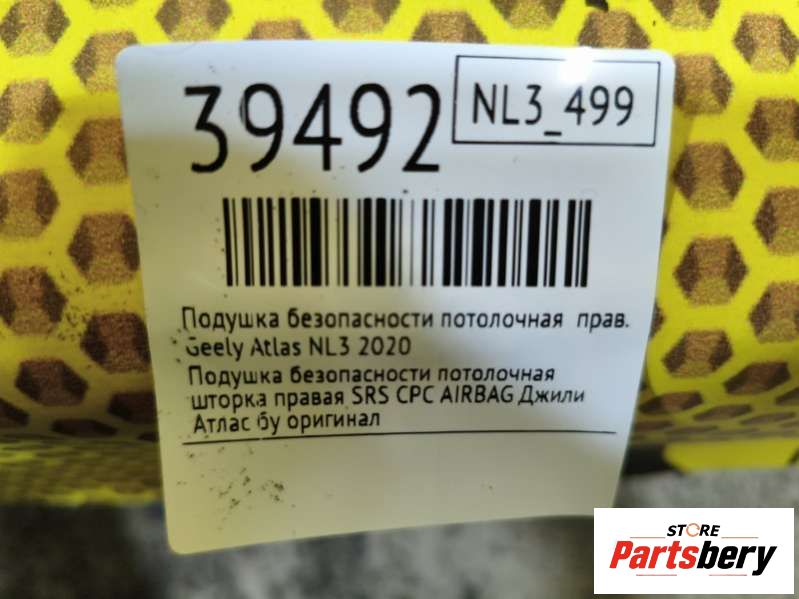 39492
NL3_499
Подушка безопасности потолочная прав.
Geely Atlas NL3 2020
Подушка безопасности потолочная
шторка правая SRS СРС AIRBAG Джили
Атлас бу оригинал
STORE
Partsbery